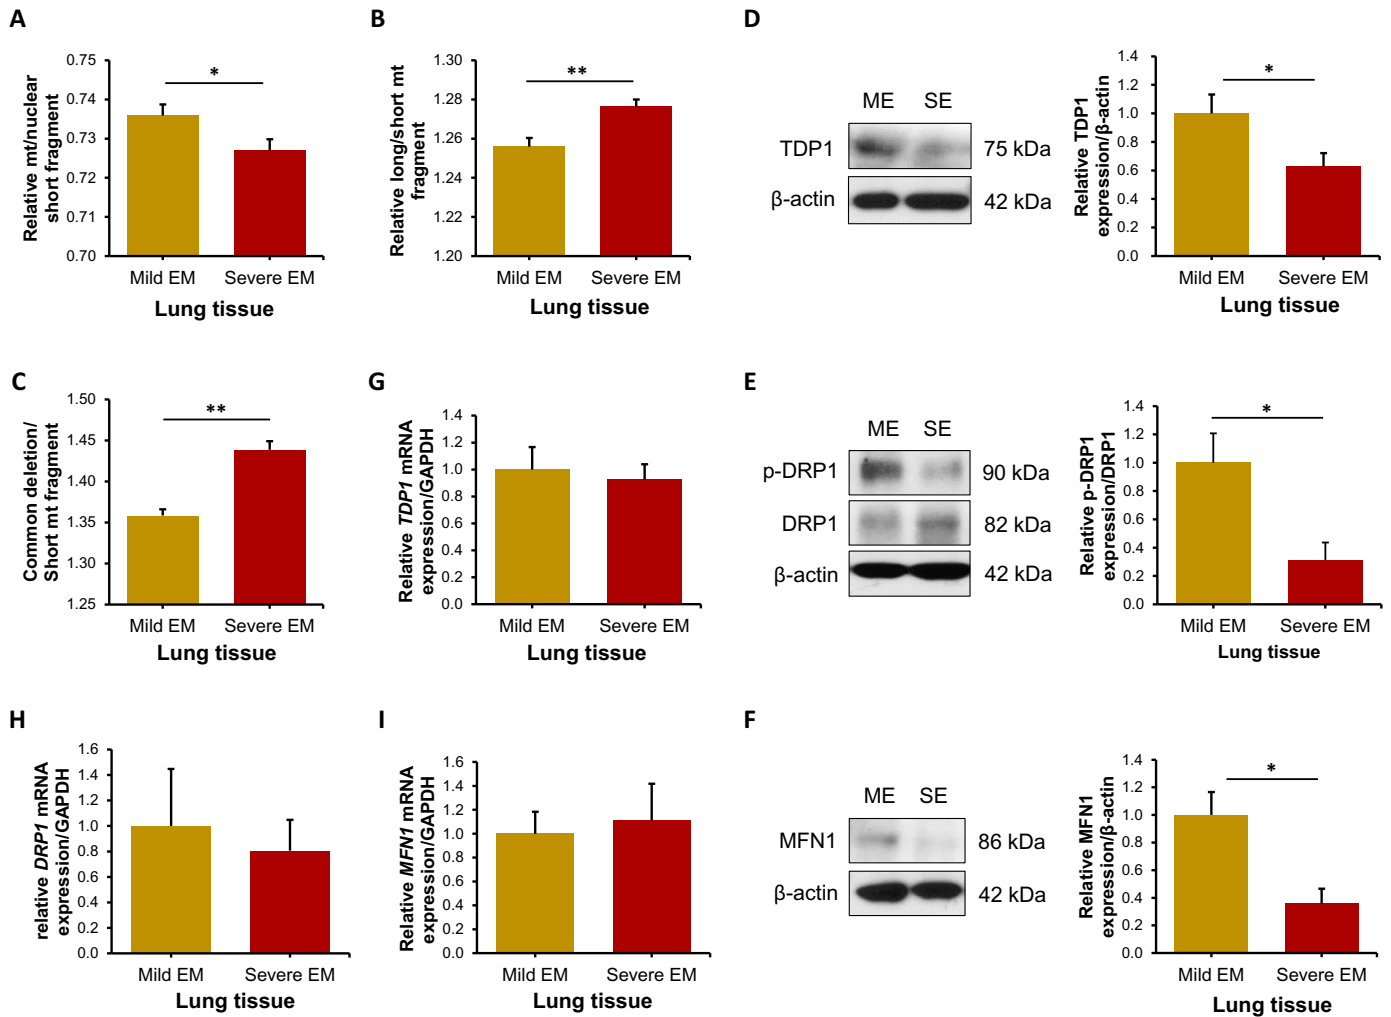 A
Relative mt/nuclear
short fragment
0.75
0.74
0.73
0.72
0.71
0.70
*
Mild EM Severe EM
Lung tissue
B
Relative long/short mt
fragment
1.30
1.28
1.26
1.24
1.22
1.20
**
Mild EM Severe EM
Lung tissue
D
ME SE
TDP1 75 kDa
β-actin 42 kDa
Relative TDP1
expression/β-actin
1.4
1.2
1.0
0.8
0.6
0.4
0.2
0.0
*
Mild EM Severe EM
Lung tissue
C
Common deletion/
Short mt fragment
1.50
1.45
1.40
1.35
1.30
1.25
**
Mild EM Severe EM
Lung tissue
G
Relative TDP1 mRNA
expression/GAPDH
1.4
1.2
1.0
0.8
0.6
0.4
0.2
0.0
Mild EM Severe EM
Lung tissue
E
ME SE
p-DRP1 90 kDa
DRP1 82 kDa
β-actin 42 kDa
Relative p-DRP1
expression/DRP1
1.4
1.2
1.0
0.8
0.6
0.4
0.2
0.0
*
Mild EM Severe EM
Lung tissue
H
relative DRP1 mRNA
expression/GAPDH
1.6
1.4
1.2
1.0
0.8
0.6
0.4
0.2
0.0
Mild EM Severe EM
Lung tissue
I
Relative MFN1 mRNA
expression/GAPDH
1.6
1.4
1.2
1.0
0.8
0.6
0.4
0.2
0.0
Mild EM Severe EM
Lung tissue
F
ME SE
MFN1 86 kDa
β-actin 42 kDa
Relative MFN1
expression/β-actin
1.4
1.2
1.0
0.8
0.6
0.4
0.2
0.0
*
Mild EM Severe EM
Lung tissue